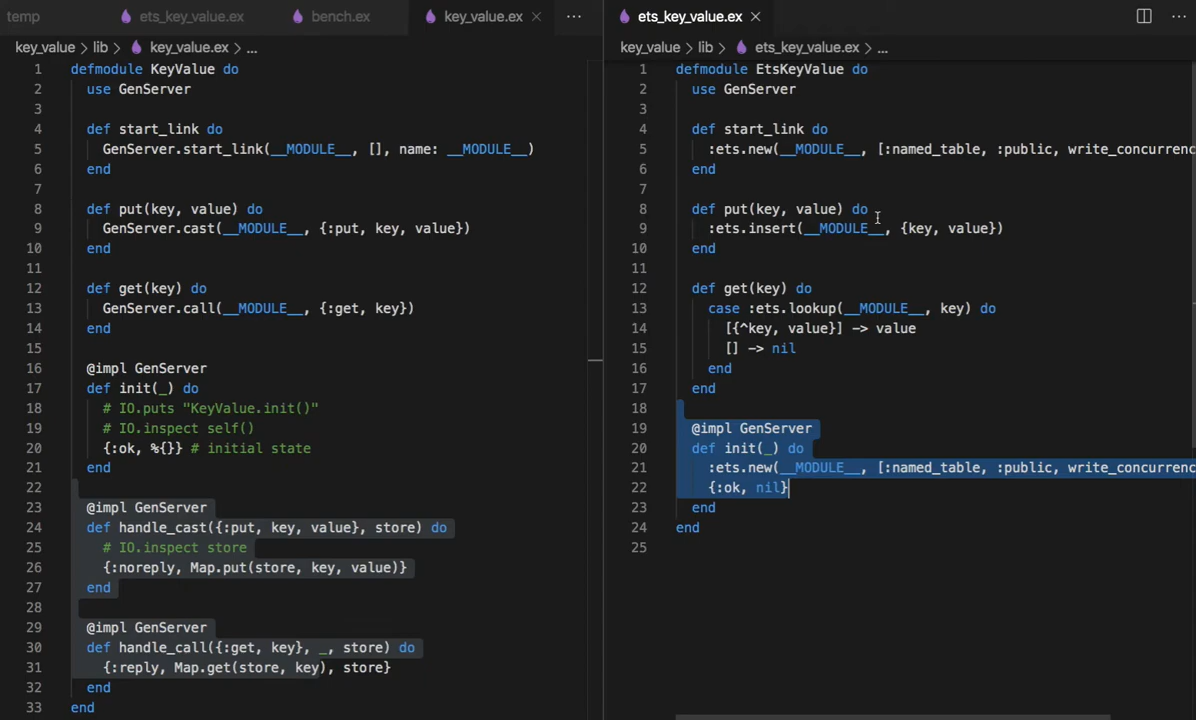 temp ets_key_value.ex bench.ex key_value.ex
key_value > lib > key_value.ex > ...
1 defmodule KeyValue do
2 use GenServer
3
4 def start_link do
5 GenServer.start_link(__MODULE__, [], name: __MODULE__)
6 end
7
8 def put(key, value) do
9 GenServer.cast(__MODULE__, {:put, key, value})
10 end
11
12 def get(key) do
13 GenServer.call(__MODULE__, {:get, key})
14 end
15
16 @impl GenServer
17 def init(_) do
18 # IO.puts "KeyValue.init()"
19 # IO.inspect self()
20 {:ok, %{}} # initial state
21 end
22
23 @impl GenServer
24 def handle_cast({:put, key, value}, store) do
25 # IO.inspect store
26 {:noreply, Map.put(store, key, value)}
27 end
28
29 @impl GenServer
30 def handle_call({:get, key}, _, store) do
31 {:reply, Map.get(store, key), store}
32 end
33 end
ets_key_value.ex
key_value > lib > ets_key_value.ex > ...
1 defmodule EtsKeyValue do
2 use GenServer
3
4 def start_link do
5 :ets.new(__MODULE__, [:named_table, :public, write_concurrenc
6 end
7
8 def put(key, value) do
9 :ets.insert(__MODULE__, {key, value})
10 end
11
12 def get(key) do
13 case :ets.lookup(__MODULE__, key) do
14 [{^key, value}] -> value
15 [] -> nil
16 end
17 end
18
19 @impl GenServer
20 def init(_) do
21 :ets.new(__MODULE__, [:named_table, :public, write_concurrenc
22 {:ok, nil}
23 end
24 end
25